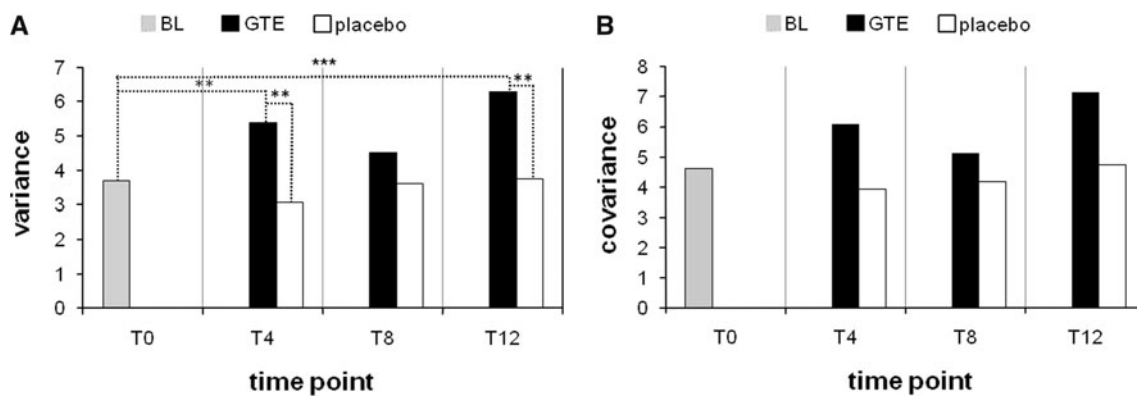 A
BL GTE placebo
7
6
5
4
3
2
1
0
variance
***
**
**
**
T0 T4 T8 T12
time point
B
BL GTE placebo
8
7
6
5
4
3
2
1
0
covariance
T0 T4 T8 T12
time point